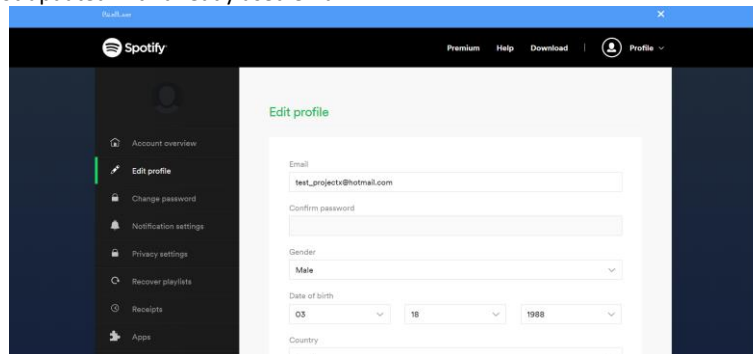 Spotify
Premium Help Download | Profile
Edit profile
Account overview
Edit profile
Change password
Notification settings
Privacy settings
Recover playlists
Receipts
Apps
Email
test_projectx@hotmail.com
Confirm password
Gender
Male
Date of birth
03 18 1988
Country